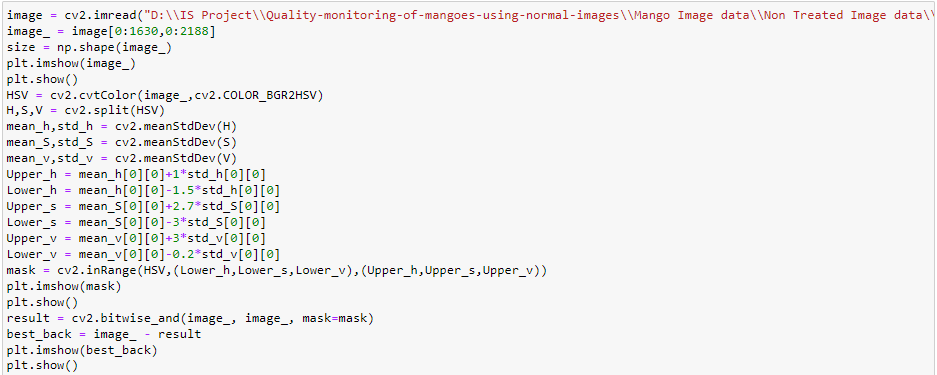 image = cv2.imread("D:\\IS Project\\Quality-monitoring-of-mangoes-using-normal-images\\Mango Image data\\Non Treated Image data\\
image_ = image[0:1630,0:2188]
size = np.shape(image_)
plt.imshow(image_)
plt.show()
HSV = cv2.cvtColor(image_,cv2.COLOR_BGR2HSV)
H,S,V = cv2.split(HSV)
mean_h,std_h = cv2.meanStdDev(H)
mean_S,std_S = cv2.meanStdDev(S)
mean_v,std_v = cv2.meanStdDev(V)
Upper_h = mean_h[0][0]+1*std_h[0][0]
Lower_h = mean_h[0][0]-1.5*std_h[0][0]
Upper_s = mean_S[0][0]+2.7*std_S[0][0]
Lower_s = mean_S[0][0]-3*std_S[0][0]
Upper_v = mean_v[0][0]+3*std_v[0][0]
Lower_v = mean_v[0][0]-0.2*std_v[0][0]
mask = cv2.inRange(HSV,(Lower_h,Lower_s,Lower_v),(Upper_h,Upper_s,Upper_v))
plt.imshow(mask)
plt.show()
result = cv2.bitwise_and(image_, image_, mask=mask)
best_back = image_ - result
plt.imshow(best_back)
plt.show()